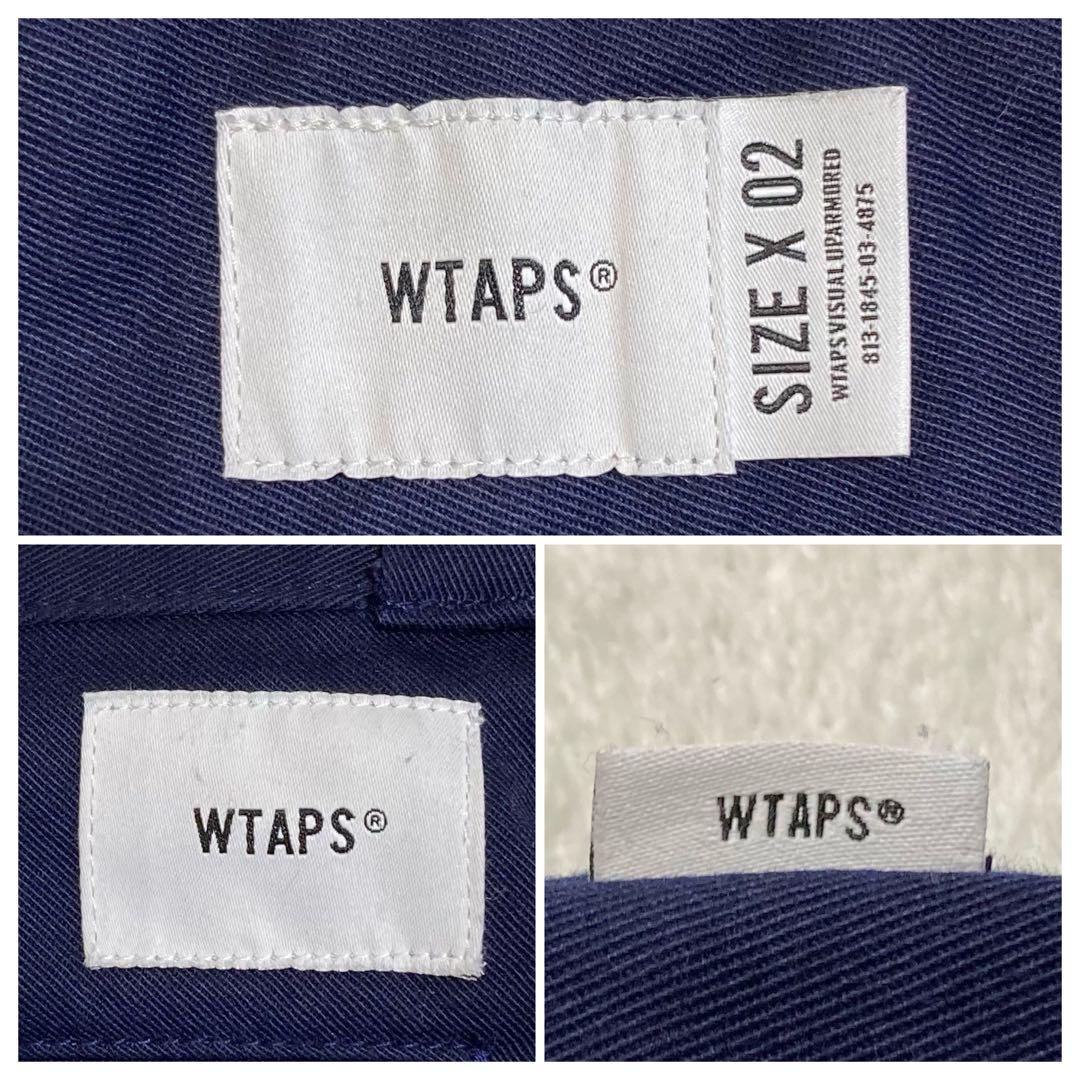 WTAPS®
SIZE X 02
WTAPS VISUAL UPARMORED
813-1845-03-4875
WTAPS®
WTAPS®